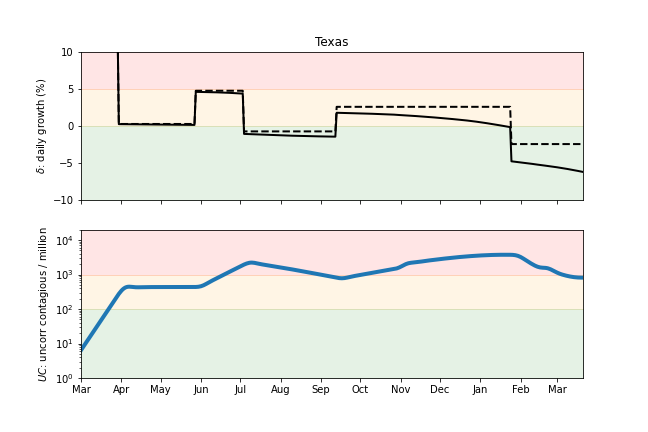 Texas
10
5
0
−5
−10
δ: daily growth (%)
10⁴
10³
10²
10¹
10⁰
UC: uncorr contagious / million
Mar Apr May Jun Jul Aug Sep Oct Nov Dec Jan Feb Mar